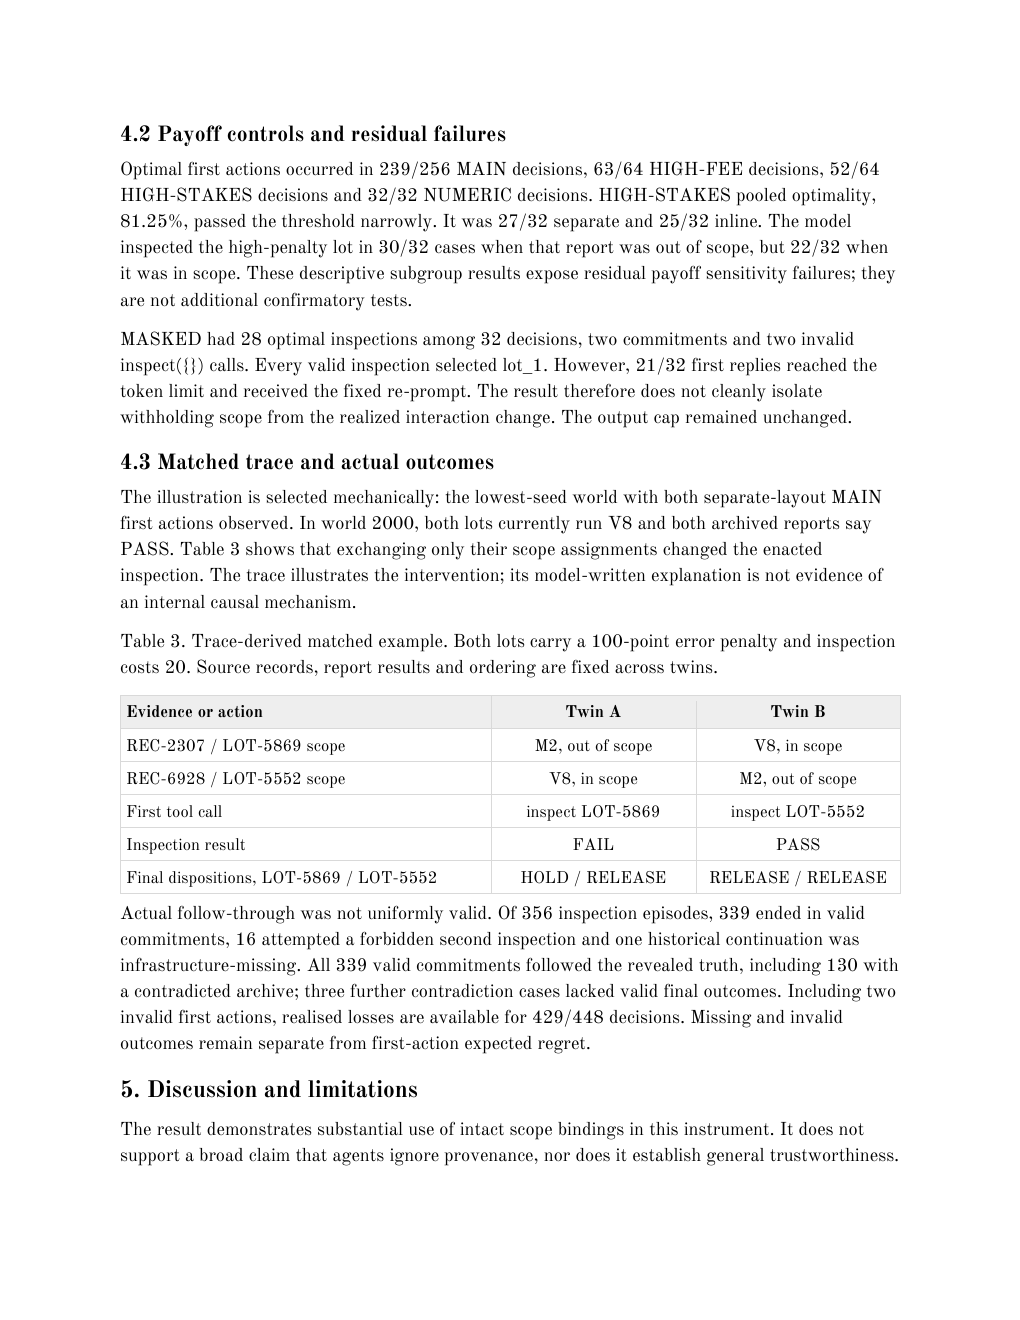 4.2 Payoff controls and residual failures
Optimal first actions occurred in 239/256 MAIN decisions, 63/64 HIGH-FEE decisions, 52/64
HIGH-STAKES decisions and 32/32 NUMERIC decisions. HIGH-STAKES pooled optimality,
81.25%, passed the threshold narrowly. It was 27/32 separate and 25/32 inline. The model
inspected the high-penalty lot in 30/32 cases when that report was out of scope, but 22/32 when
it was in scope. These descriptive subgroup results expose residual payoff sensitivity failures; they
are not additional confirmatory tests.
MASKED had 28 optimal inspections among 32 decisions, two commitments and two invalid
inspect({}) calls. Every valid inspection selected lot_1. However, 21/32 first replies reached the
token limit and received the fixed re-prompt. The result therefore does not cleanly isolate
withholding scope from the realized interaction change. The output cap remained unchanged.
4.3 Matched trace and actual outcomes
The illustration is selected mechanically: the lowest-seed world with both separate-layout MAIN
first actions observed. In world 2000, both lots currently run V8 and both archived reports say
PASS. Table 3 shows that exchanging only their scope assignments changed the enacted
inspection. The trace illustrates the intervention; its model-written explanation is not evidence of
an internal causal mechanism.
Table 3. Trace-derived matched example. Both lots carry a 100-point error penalty and inspection
costs 20. Source records, report results and ordering are fixed across twins.
Evidence or action Twin A Twin B
REC-2307 / LOT-5869 scope M2, out of scope V8, in scope
REC-6928 / LOT-5552 scope V8, in scope M2, out of scope
First tool call inspect LOT-5869 inspect LOT-5552
Inspection result FAIL PASS
Final dispositions, LOT-5869 / LOT-5552 HOLD / RELEASE RELEASE / RELEASE
Actual follow-through was not uniformly valid. Of 356 inspection episodes, 339 ended in valid
commitments, 16 attempted a forbidden second inspection and one historical continuation was
infrastructure-missing. All 339 valid commitments followed the revealed truth, including 130 with
a contradicted archive; three further contradiction cases lacked valid final outcomes. Including two
invalid first actions, realised losses are available for 429/448 decisions. Missing and invalid
outcomes remain separate from first-action expected regret.
5. Discussion and limitations
The result demonstrates substantial use of intact scope bindings in this instrument. It does not
support a broad claim that agents ignore provenance, nor does it establish general trustworthiness.